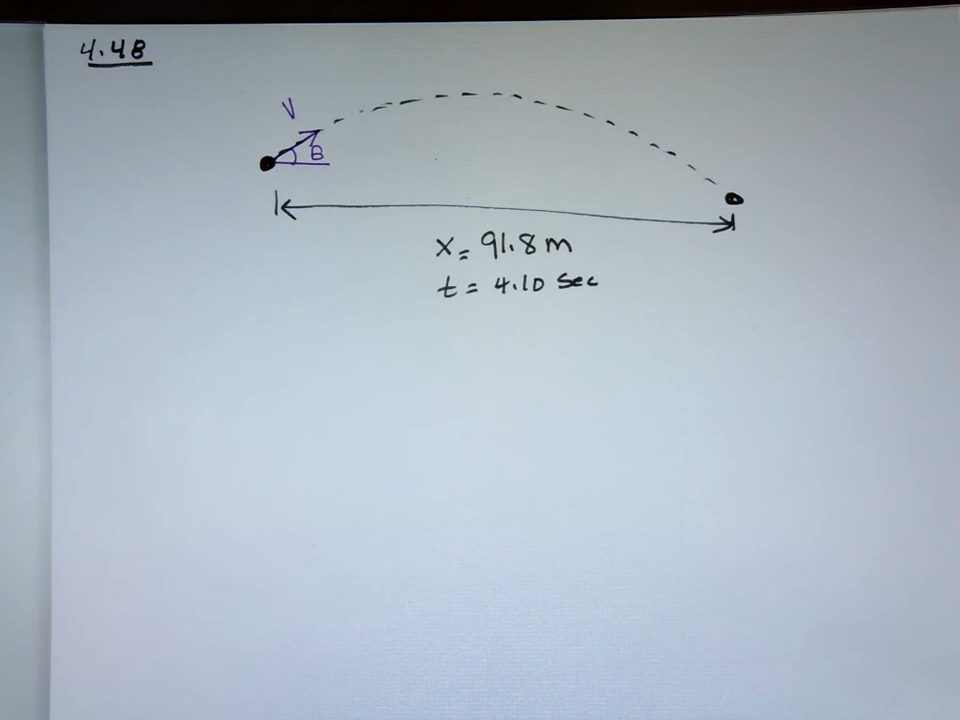 4.48
V
θ
x = 91.8 m
t = 4.10 sec